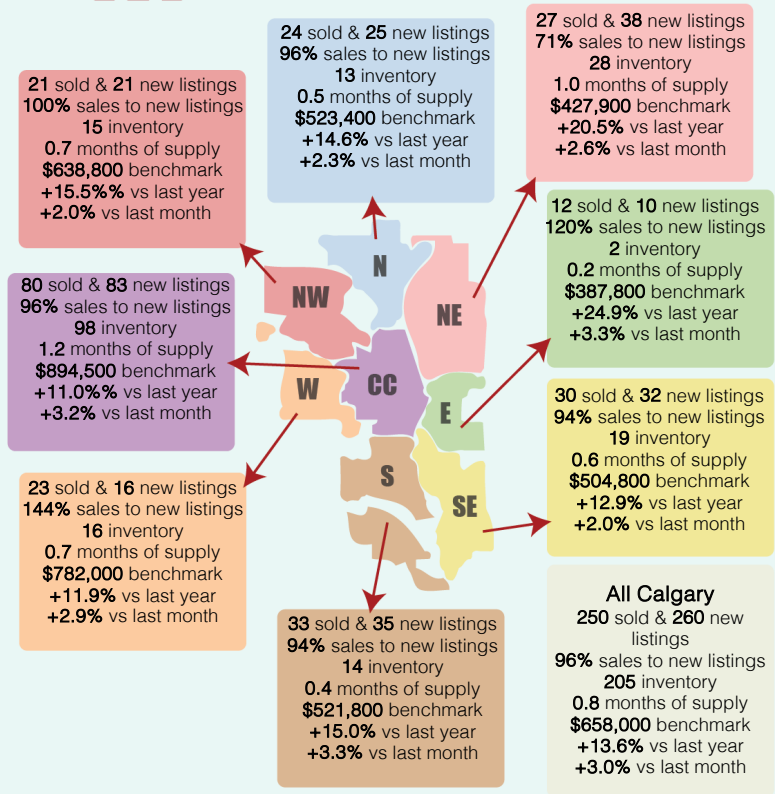 24 sold & 25 new listings
96% sales to new listings
13 inventory
0.5 months of supply
$523,400 benchmark
+14.6% vs last year
+2.3% vs last month
27 sold & 38 new listings
71% sales to new listings
28 inventory
1.0 months of supply
$427,900 benchmark
+20.5% vs last year
+2.6% vs last month
21 sold & 21 new listings
100% sales to new listings
15 inventory
0.7 months of supply
$638,800 benchmark
+15.5%% vs last year
+2.0% vs last month
12 sold & 10 new listings
120% sales to new listings
2 inventory
0.2 months of supply
$387,800 benchmark
+24.9% vs last year
+3.3% vs last month
N
NW
NE
80 sold & 83 new listings
96% sales to new listings
98 inventory
1.2 months of supply
$894,500 benchmark
+11.0%% vs last year
+3.2% vs last month
W
CC
E
30 sold & 32 new listings
94% sales to new listings
19 inventory
0.6 months of supply
$504,800 benchmark
+12.9% vs last year
+2.0% vs last month
S
SE
23 sold & 16 new listings
144% sales to new listings
16 inventory
0.7 months of supply
$782,000 benchmark
+11.9% vs last year
+2.9% vs last month
33 sold & 35 new listings
94% sales to new listings
14 inventory
0.4 months of supply
$521,800 benchmark
+15.0% vs last year
+3.3% vs last month
All Calgary
250 sold & 260 new
listings
96% sales to new listings
205 inventory
0.8 months of supply
$658,000 benchmark
+13.6% vs last year
+3.0% vs last month